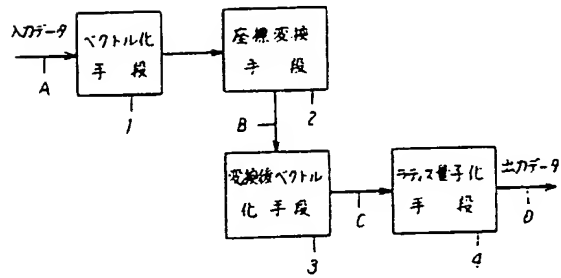 入力データ
A
ベクトル化
手段
1
座標変換
手段
2
B
変換後ベクトル
化手段
3
C
ラティス量子化
手段
4
出力データ
D